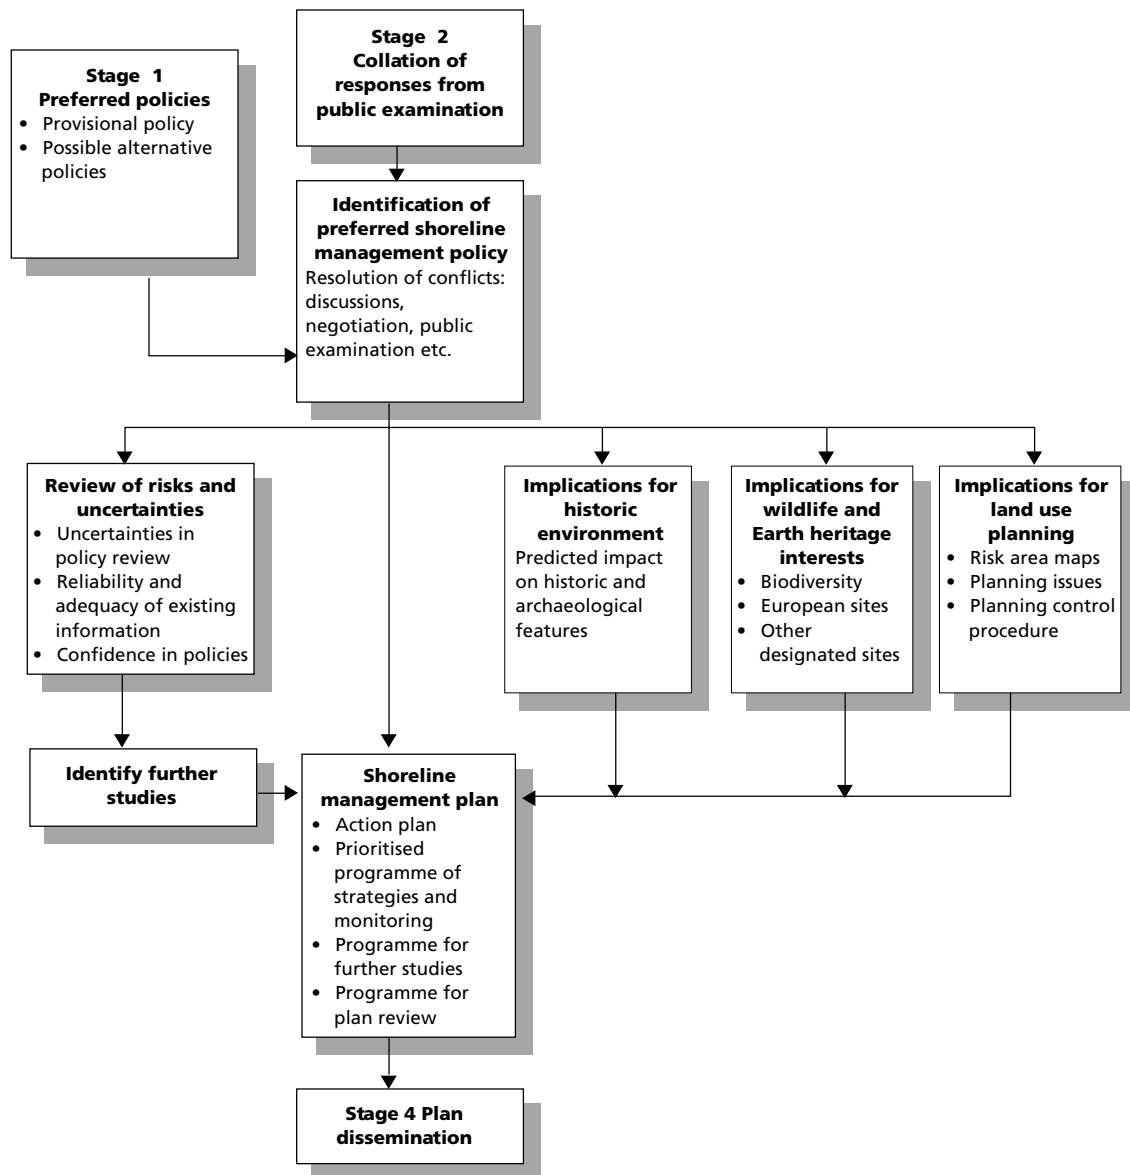 Stage 1
Preferred policies
• Provisional policy
• Possible alternative
policies
Stage 2
Collation of
responses from
public examination
Identification of
preferred shoreline
management policy
Resolution of conflicts:
discussions,
negotiation, public
examination etc.
Review of risks and
uncertainties
• Uncertainties in
policy review
• Reliability and
adequacy of existing
information
• Confidence in policies
Implications for
historic
environment
Predicted impact
on historic and
archaeological
features
Implications for
wildlife and
Earth heritage
interests
• Biodiversity
• European sites
• Other
designated sites
Implications for
land use
planning
• Risk area maps
• Planning issues
• Planning control
procedure
Identify further
studies
Shoreline
management plan
• Action plan
• Prioritised
programme of
strategies and
monitoring
• Programme for
further studies
• Programme for
plan review
Stage 4 Plan
dissemination